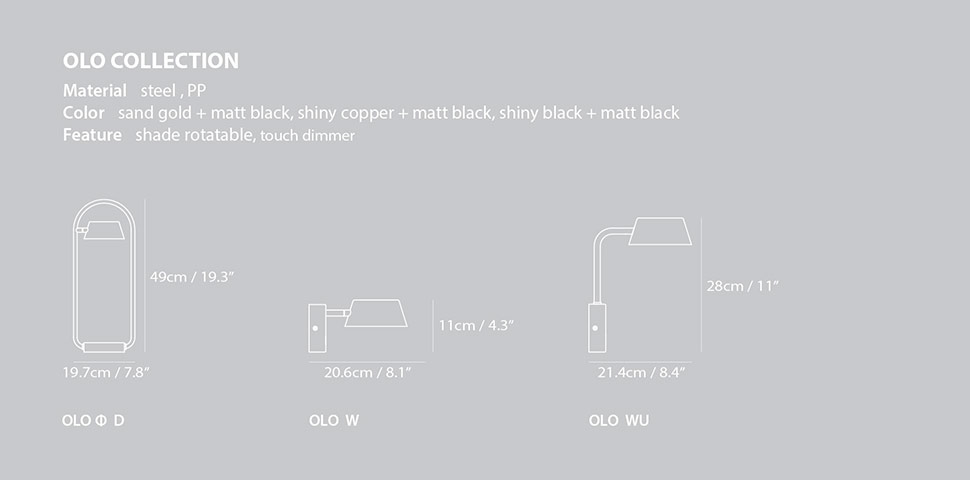 OLO COLLECTION
Material steel , PP
Color sand gold + matt black, shiny copper + matt black, shiny black + matt black
Feature shade rotatable, touch dimmer
49cm / 19.3”
19.7cm / 7.8”
OLO Φ D
11cm / 4.3”
20.6cm / 8.1”
OLO W
28cm / 11”
21.4cm / 8.4”
OLO WU